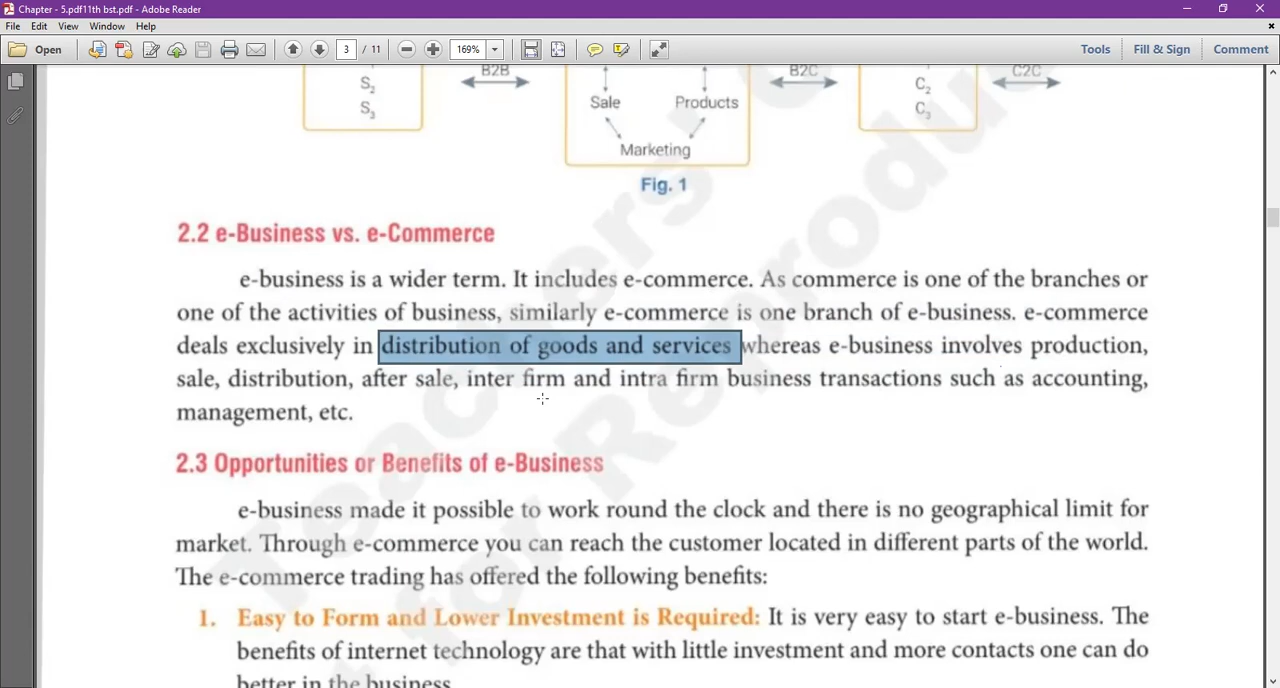 Chapter - 5.pdf11th bst.pdf - Adobe Reader
File Edit View Window Help
Open 3 / 11 169% Tools Fill & Sign Comment
S2 B2B B2C C2 C2C
Sale Products
S3 C3
Marketing
Fig. 1
2.2 e-Business vs. e-Commerce
e-business is a wider term. It includes e-commerce. As commerce is one of the branches or
one of the activities of business, similarly e-commerce is one branch of e-business. e-commerce
deals exclusively in distribution of goods and services whereas e-business involves production,
sale, distribution, after sale, inter firm and intra firm business transactions such as accounting,
management, etc.
2.3 Opportunities or Benefits of e-Business
e-business made it possible to work round the clock and there is no geographical limit for
market. Through e-commerce you can reach the customer located in different parts of the world.
The e-commerce trading has offered the following benefits:
1. Easy to Form and Lower Investment is Required: It is very easy to start e-business. The
benefits of internet technology are that with little investment and more contacts one can do
better in the business